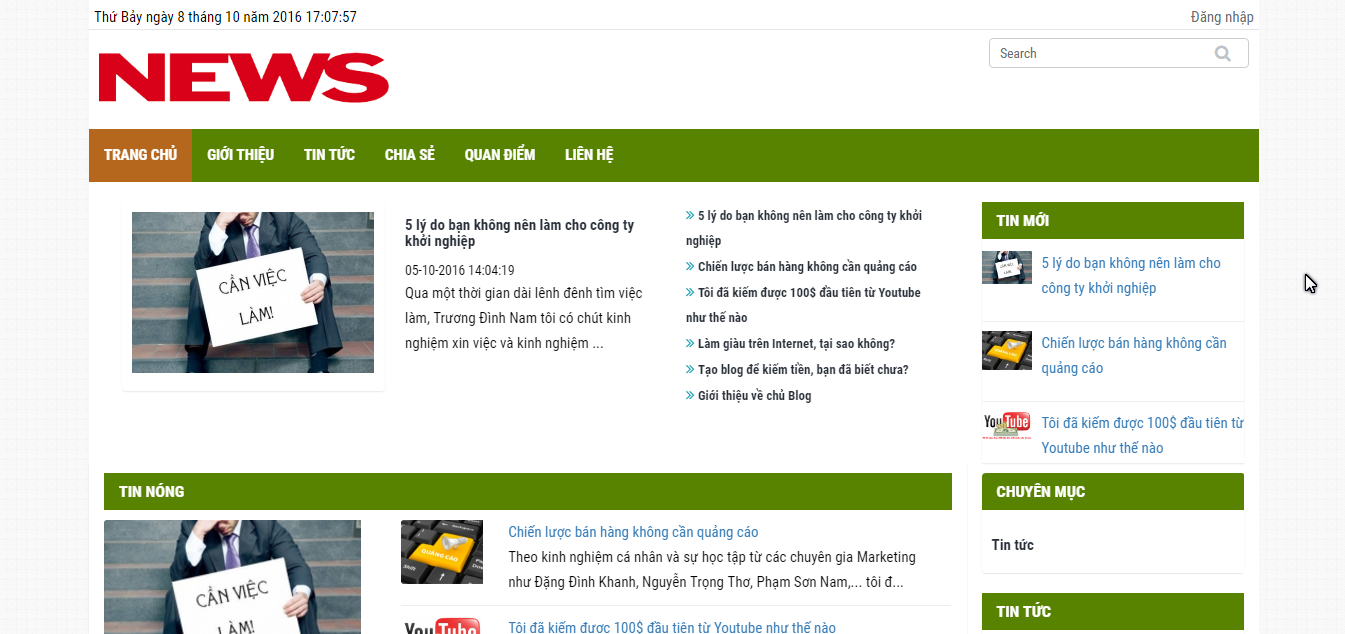 Thứ Bảy ngày 8 tháng 10 năm 2016 17:07:57
Đăng nhập
NEWS
Search
TRANG CHỦ
GIỚI THIỆU
TIN TỨC
CHIA SẺ
QUAN ĐIỂM
LIÊN HỆ
CẦN VIỆC
LÀM!
5 lý do bạn không nên làm cho công ty
khởi nghiệp
05-10-2016 14:04:19
Qua một thời gian dài lênh đênh tìm việc
làm, Trương Đình Nam tôi có chút kinh
nghiệm xin việc và kinh nghiệm ...
» 5 lý do bạn không nên làm cho công ty khởi
nghiệp
» Chiến lược bán hàng không cần quảng cáo
» Tôi đã kiếm được 100$ đầu tiên từ Youtube
như thế nào
» Làm giàu trên Internet, tại sao không?
» Tạo blog để kiếm tiền, bạn đã biết chưa?
» Giới thiệu về chủ Blog
TIN MỚI
5 lý do bạn không nên làm cho
công ty khởi nghiệp
Chiến lược bán hàng không cần
quảng cáo
YouTube
Tôi đã kiếm được 100$ đầu tiên từ
Youtube như thế nào
TIN NÓNG
CẦN VIỆC
LÀM!
QUẢNG CÁO
Shift
Chiến lược bán hàng không cần quảng cáo
Theo kinh nghiệm cá nhân và sự học tập từ các chuyên gia Marketing
như Đặng Đình Khanh, Nguyễn Trọng Thơ, Phạm Sơn Nam,... tôi đ...
YouTube
Tôi đã kiếm được 100$ đầu tiên từ Youtube như thế nào
CHUYÊN MỤC
Tin tức
TIN TỨC